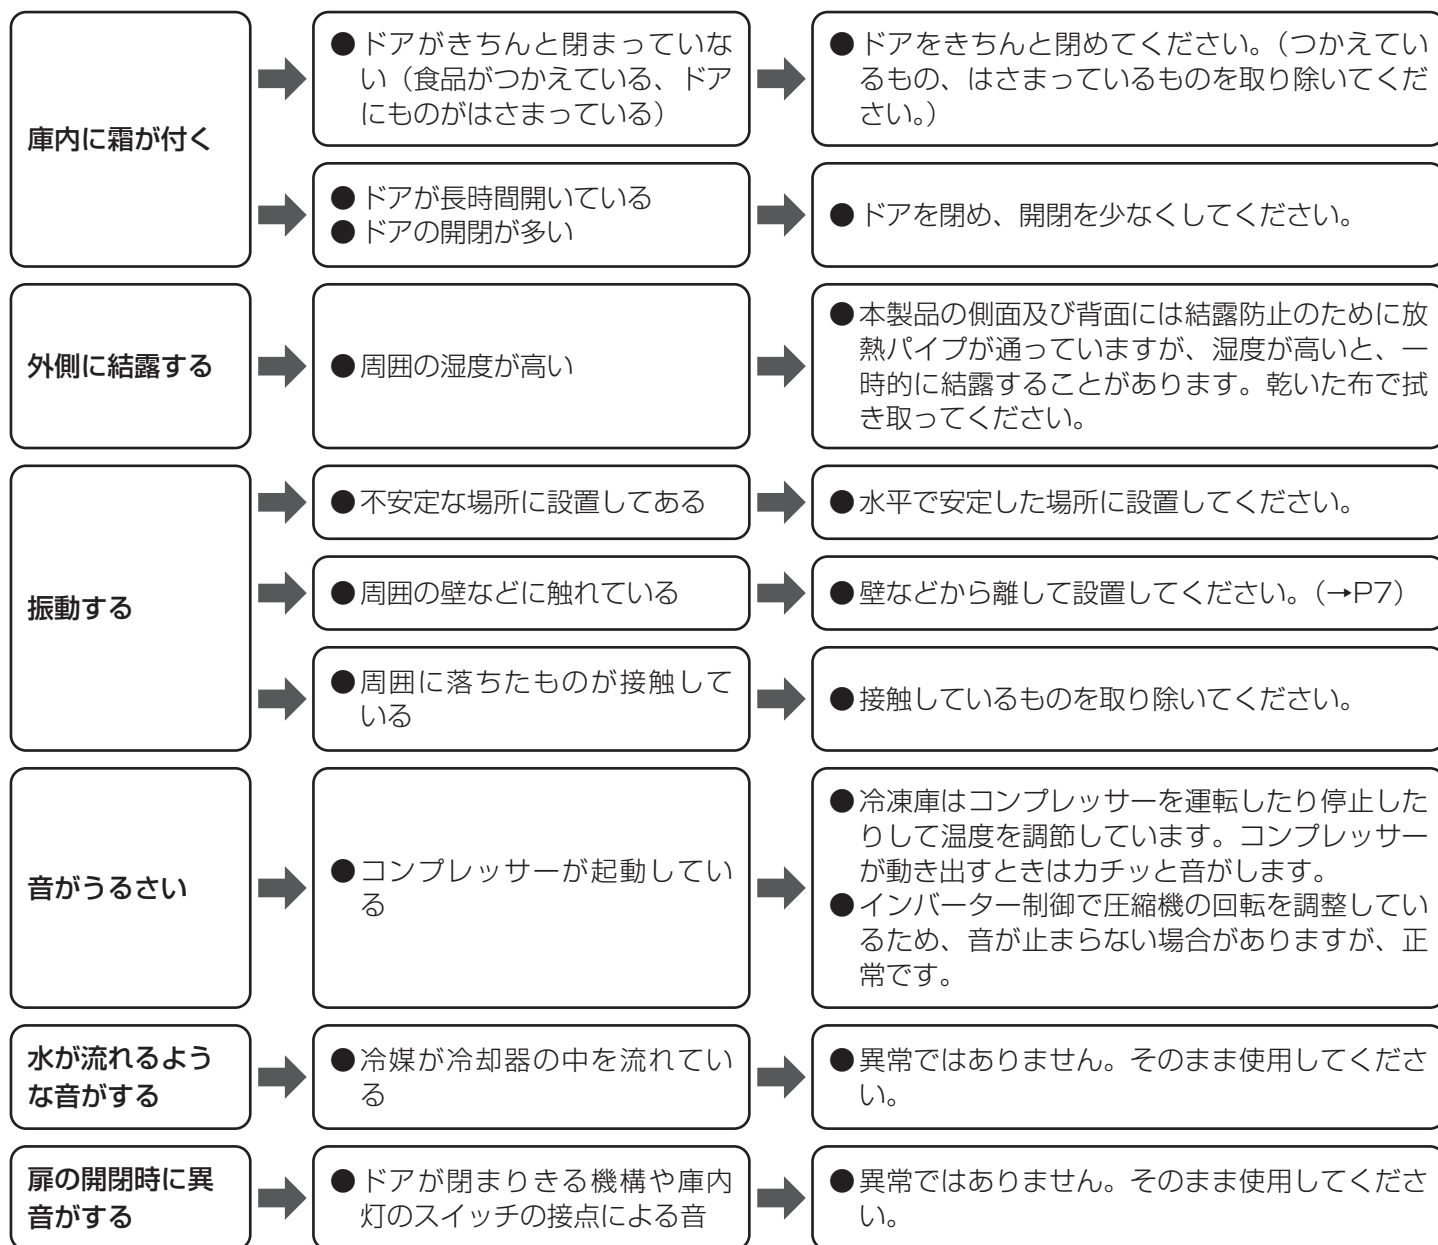 庫内に霜が付く
●ドアがきちんと閉まっていな
い（食品がつかえている、ドア
にものがはさまっている）
●ドアをきちんと閉めてください。（つかえてい
るもの、はさまっているものを取り除いてくだ
さい。）
●ドアが長時間開いている
●ドアの開閉が多い
●ドアを閉め、開閉を少なくしてください。
外側に結露する
●周囲の湿度が高い
●本製品の側面及び背面には結露防止のために放
熱パイプが通っていますが、湿度が高いと、一
時的に結露することがあります。乾いた布で拭
き取ってください。
振動する
●不安定な場所に設置してある
●水平で安定した場所に設置してください。
●周囲の壁などに触れている
●壁などから離して設置してください。（→P7）
●周囲に落ちたものが接触して
いる
●接触しているものを取り除いてください。
音がうるさい
●コンプレッサーが起動してい
る
●冷凍庫はコンプレッサーを運転したり停止した
りして温度を調節しています。コンプレッサー
が動き出すときはカチッと音がします。
●インバーター制御で圧縮機の回転を調整してい
るため、音が止まらない場合がありますが、正
常です。
水が流れるよう
な音がする
●冷媒が冷却器の中を流れてい
る
●異常ではありません。そのまま使用してくださ
い。
扉の開閉時に異
音がする
●ドアが閉まりきる機構や庫内
灯のスイッチの接点による音
●異常ではありません。そのまま使用してくださ
い。